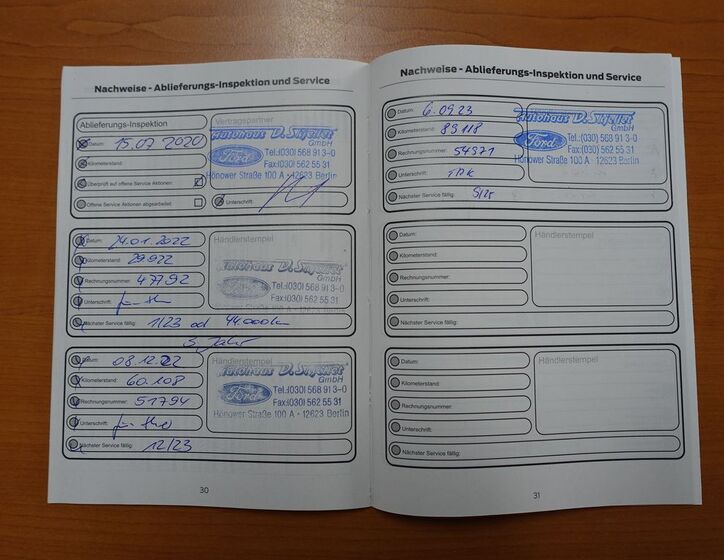 Nachweise - Ablieferungs-Inspektion und Service
Ablieferungs-Inspektion
Vertragspartner
Datum: 15.07 2020
Kilometerstand:
Überprüft auf offene Service Aktionen
Offene Service Aktionen abgearbeitet
Autohaus D.
GmbH
Ford
Tel.:(030) 568 91 3-0
Fax:(030) 562 55 31
Hönower Straße 100 A - 12623 Berlin
Unterschrift:
Datum: 24.01.2022
Kilometerstand: 29922
Rechnungsnummer: 47792
Unterschrift:
Nächster Service fällig: 1/23 od 44.000km
Händlerstempel
Autohaus D.
GmbH
Ford
Tel.:(030) 568 91 3-0
Fax:(030) 562 55 31
Datum: 08.12.22
Kilometerstand: 60.108
Rechnungsnummer: 51794
Unterschrift:
Nächster Service fällig: 12/23
Händlerstempel
Autohaus D.
GmbH
Ford
Tel.:(030) 568 91 3-0
Fax:(030) 562 55 31
Hönower Straße 100 A - 12623 Berlin
30
Nachweise - Ablieferungs-Inspektion und Service
Datum: 6.09.23
Kilometerstand: 89118
Rechnungsnummer: 54971
Unterschrift:
Nächster Service fällig:
Autohaus D.
GmbH
Ford
Tel.:(030) 568 91 3-0
Fax:(030) 562 55 31
Hönower Straße 100 A - 12623 Berlin
Datum:
Kilometerstand:
Rechnungsnummer:
Unterschrift:
Nächster Service fällig:
Händlerstempel
Datum:
Kilometerstand:
Rechnungsnummer:
Unterschrift:
Nächster Service fällig:
Händlerstempel
31